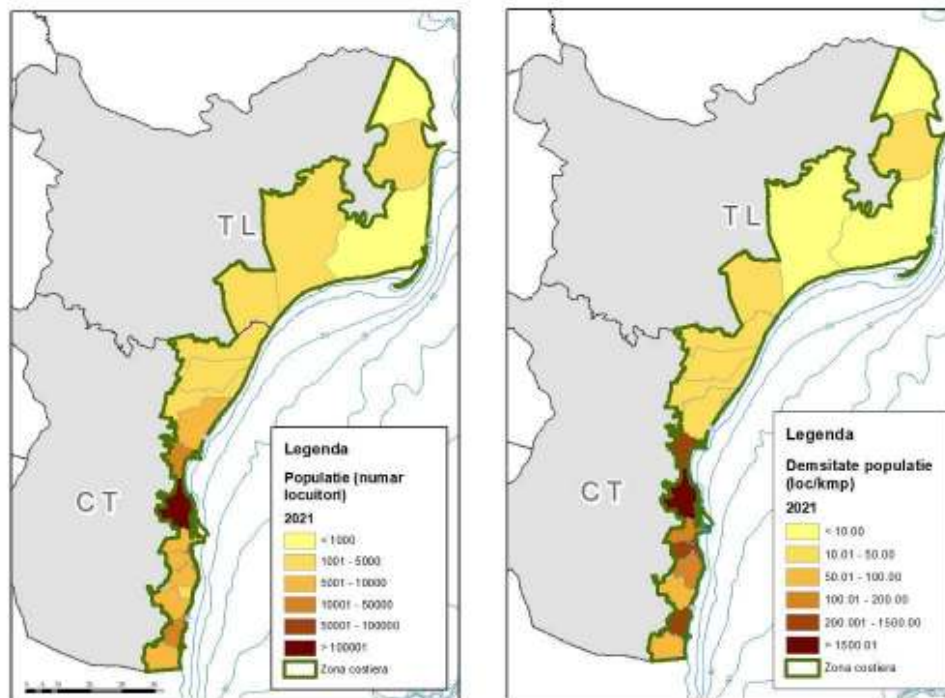 TL
CT
Legenda
Populatie (numar
locuitori)
2021
< 1000
1001 - 5000
5001 - 10000
10001 - 50000
50001 - 100000
> 100001
Zona costiera
TL
CT
Legenda
Demsitate populatie
(loc/kmp)
2021
< 10.00
10.01 - 50.00
50.01 - 100.00
100.01 - 200.00
200.001 - 1500.00
> 1500.01
Zona costiera